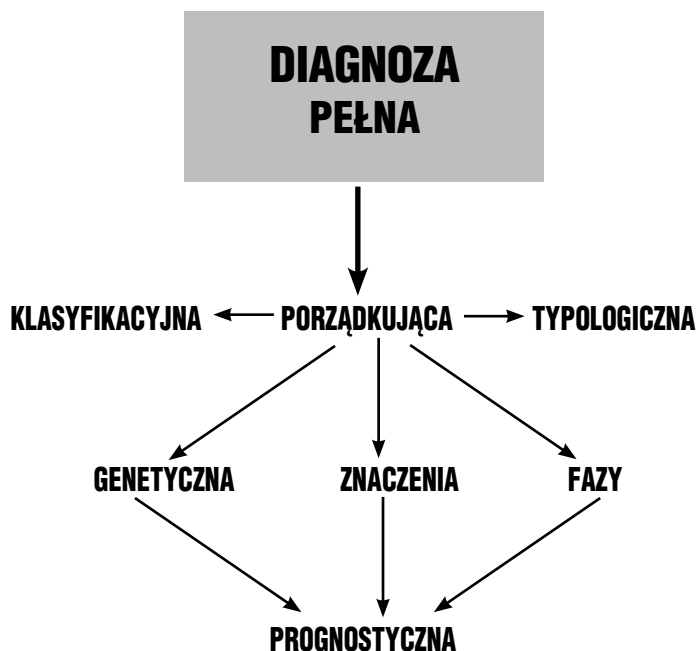 DIAGNOZA
PEŁNA
KLASYFIKACYJNA PORZĄDKUJĄCA TYPOLOGICZNA
GENETYCZNA ZNACZENIA FAZY
PROGNOSTYCZNA